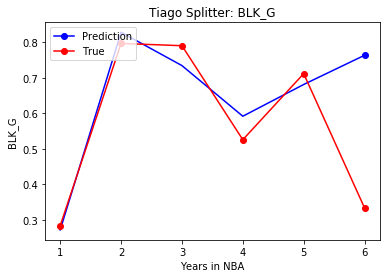 Tiago Splitter: BLK_G
Prediction
True
0.8
0.7
0.6
0.5
0.4
0.3
BLK_G
1 2 3 4 5 6
Years in NBA